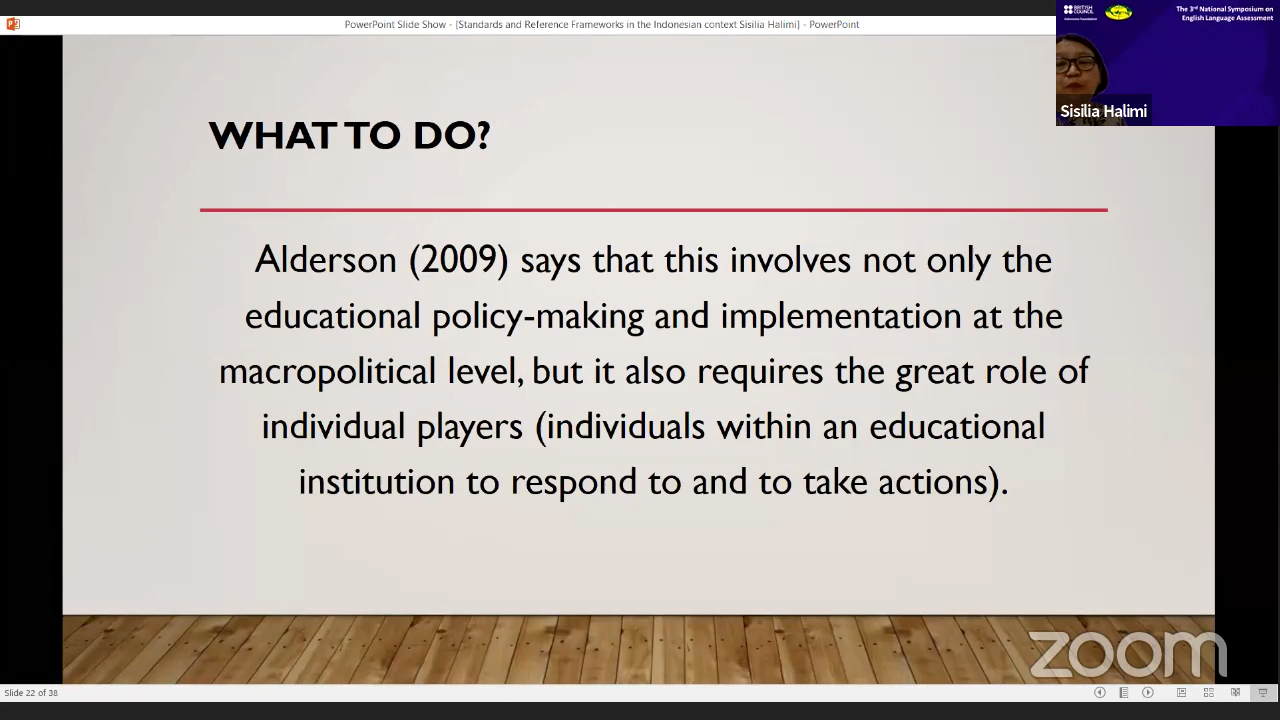 PowerPoint Slide Show - [Standards and Reference Frameworks in the Indonesian context Sisilia Halimi] - PowerPoint
BRITISH
COUNCIL
The 3rd National Symposium on
English Language Assessment
Sisilia Halimi
WHAT TO DO?
Alderson (2009) says that this involves not only the
educational policy-making and implementation at the
macropolitical level, but it also requires the great role of
individual players (individuals within an educational
institution to respond to and to take actions).
zoom
Slide 22 of 38